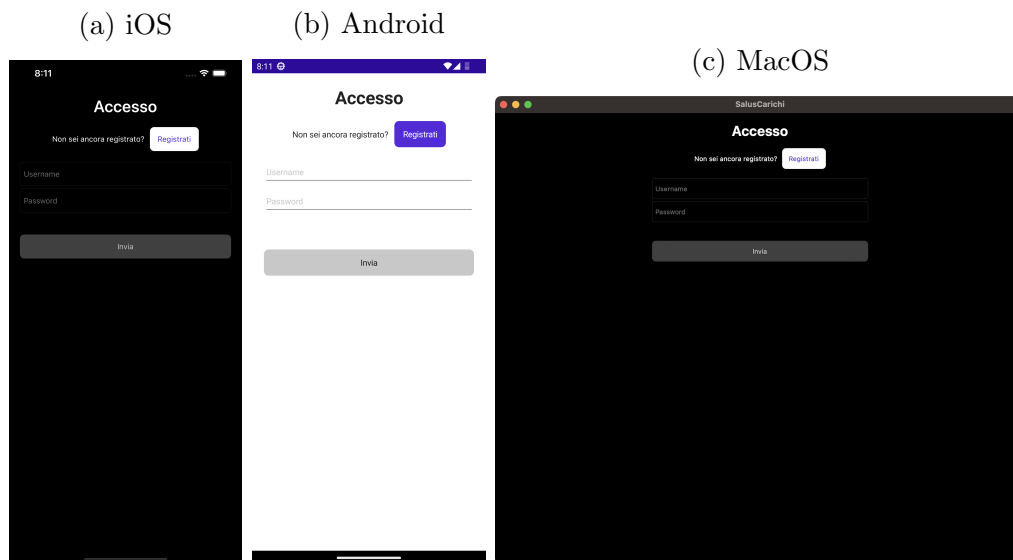 (a) iOS
8:11
Accesso
Non sei ancora registrato? Registrati
Username
Password
Invia
(b) Android
8:11
Accesso
Non sei ancora registrato? Registrati
Username
Password
Invia
(c) MacOS
SalusCarichi
Accesso
Non sei ancora registrato? Registrati
Username
Password
Invia